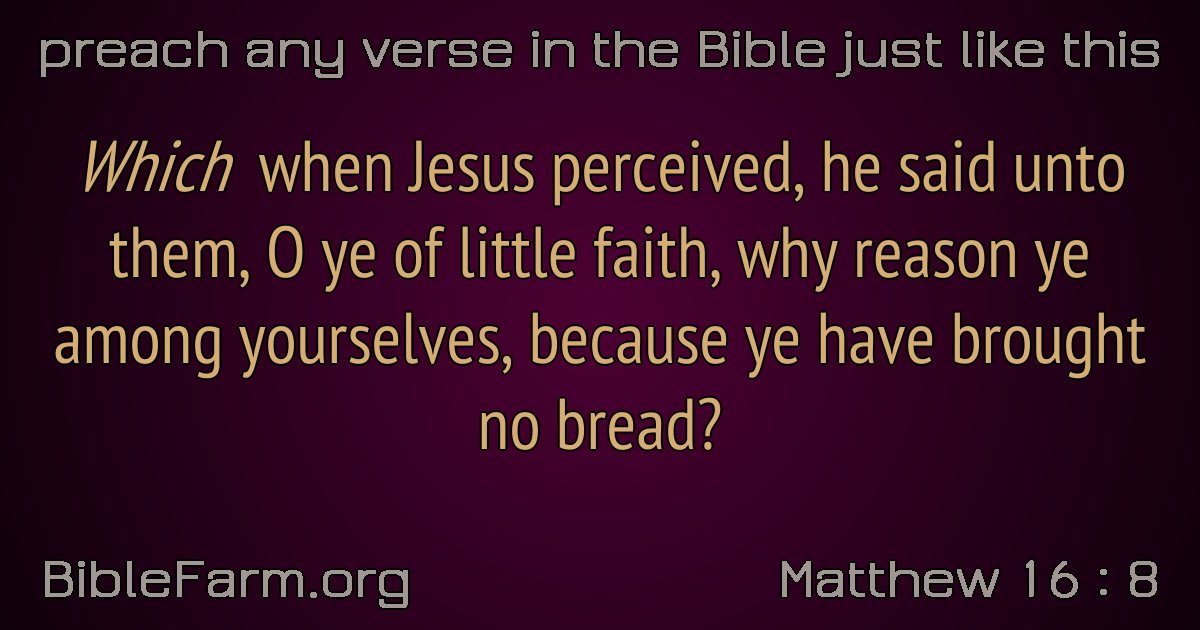 preach any verse in the Bible just like this
Which when Jesus perceived, he said unto
them, O ye of little faith, why reason ye
among yourselves, because ye have brought
no bread?
BibleFarm.org
Matthew 16 : 8